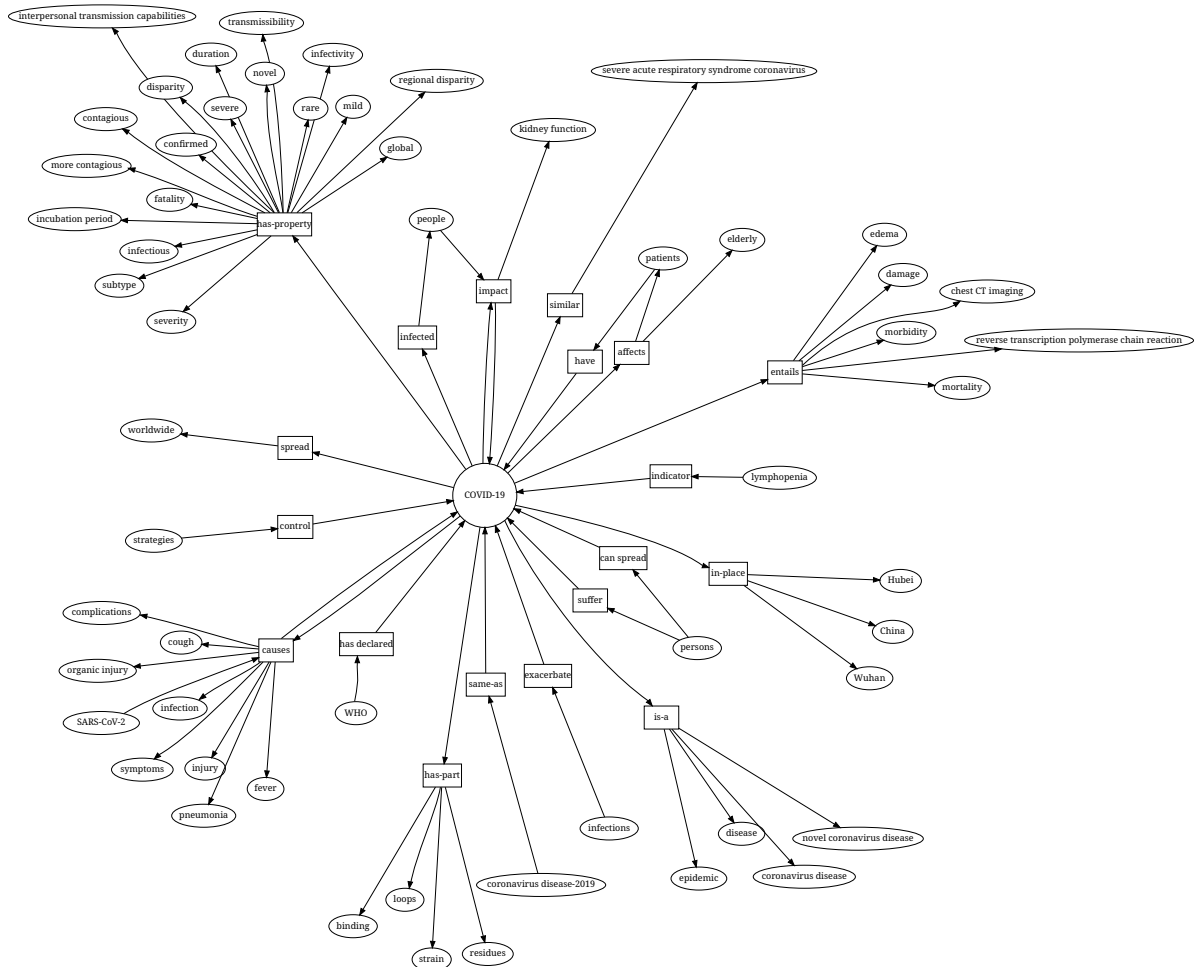 interpersonal transmission capabilities
transmissibility
duration
infectivity
novel
severe acute respiratory syndrome coronavirus
regional disparity
disparity
severe
rare
mild
contagious
kidney function
confirmed
global
more contagious
fatality
incubation period
has-property
people
edema
elderly
infectious
patients
damage
subtype
impact
chest CT imaging
similar
severity
morbidity
infected
reverse transcription polymerase chain reaction
affects
have
entails
mortality
worldwide
spread
indicator
lymphopenia
COVID-19
control
strategies
can spread
in-place
Hubei
suffer
complications
China
cough
has declared
persons
causes
organic injury
exacerbate
Wuhan
same-as
infection
WHO
is-a
SARS-CoV-2
symptoms
injury
has-part
fever
pneumonia
infections
disease
novel coronavirus disease
coronavirus disease
epidemic
coronavirus disease-2019
loops
binding
residues
strain